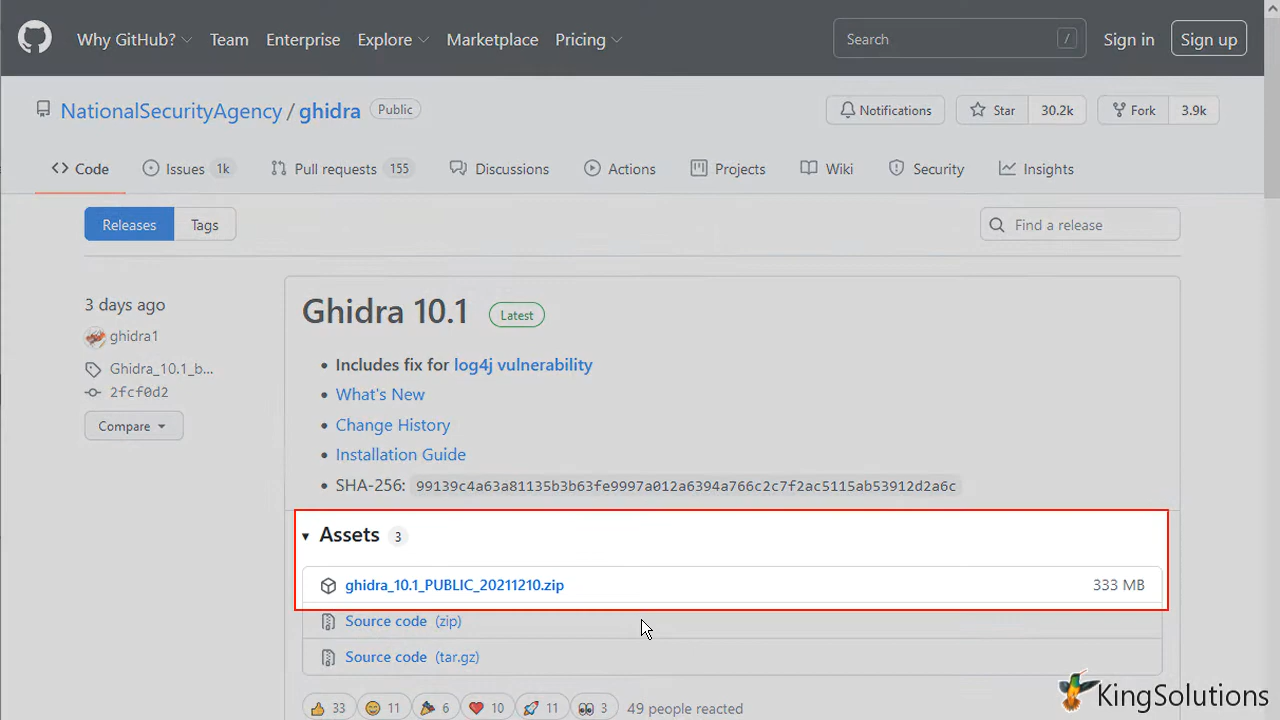 Why GitHub? Team Enterprise Explore Marketplace Pricing Search / Sign in Sign up
NationalSecurityAgency / ghidra Public Notifications Star 30.2k Fork 3.9k
Code Issues 1k Pull requests 155 Discussions Actions Projects Wiki Security Insights
Releases Tags Find a release
3 days ago
ghidra1
Ghidra_10.1_b...
2fcf0d2
Compare
Ghidra 10.1 Latest
Includes fix for log4j vulnerability
What's New
Change History
Installation Guide
SHA-256: 99139c4a63a81135b3b63fe9997a012a6394a766c2c7f2ac5115ab53912d2a6c
Assets 3
ghidra_10.1_PUBLIC_20211210.zip 333 MB
Source code (zip)
Source code (tar.gz)
33 11 6 10 11 3 49 people reacted
KingSolutions